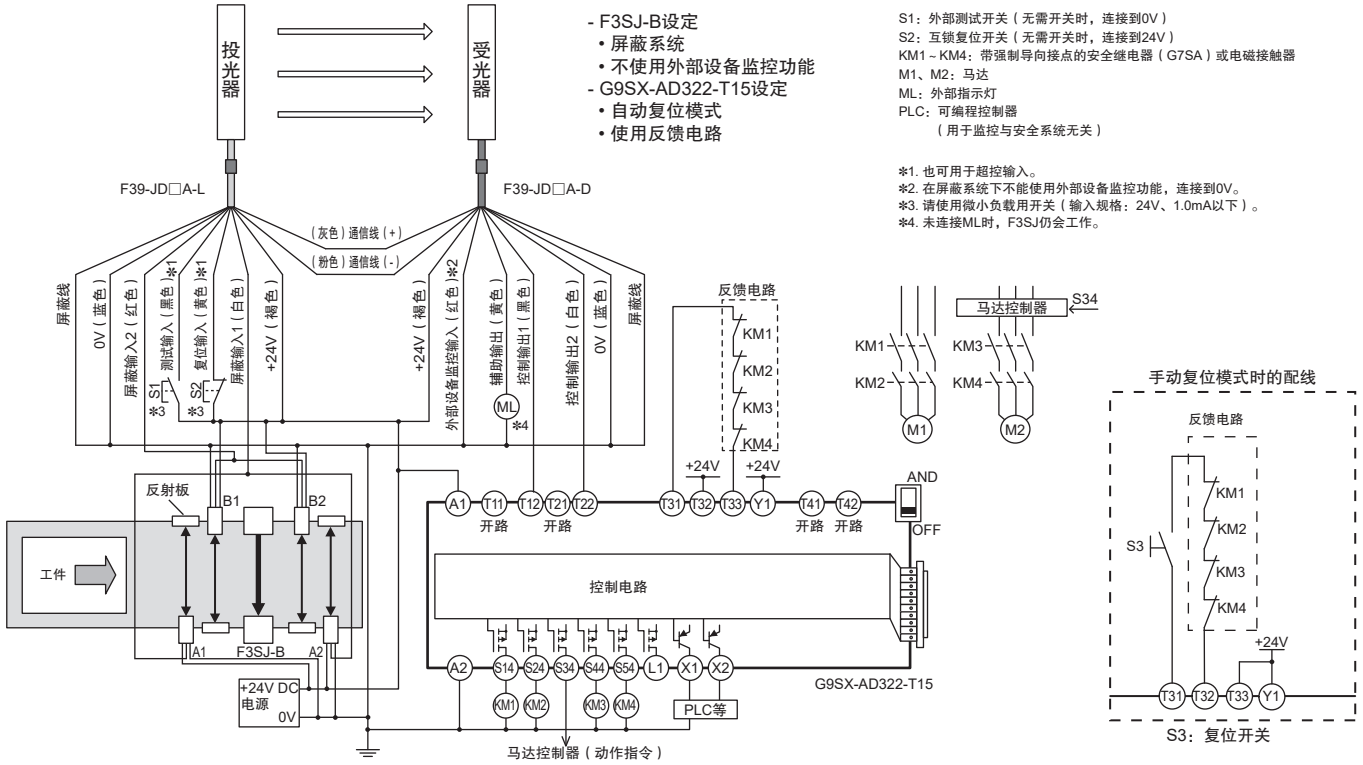 - F3SJ-B设定
• 屏蔽系统
• 不使用外部设备监控功能
- G9SX-AD322-T15设定
• 自动复位模式
• 使用反馈电路
S1：外部测试开关（无需开关时，连接到0V）
S2：互锁复位开关（无需开关时，连接到24V）
KM1～KM4：带强制导向接点的安全继电器（G7SA）或电磁接触器
M1、M2：马达
ML：外部指示灯
PLC：可编程控制器
（用于监控与安全系统无关）
*1. 也可用于超控输入。
*2. 在屏蔽系统下不能使用外部设备监控功能，连接到0V。
*3. 请使用微小负载用开关（输入规格：24V、1.0mA以下）。
*4. 未连接ML时，F3SJ仍会工作。
投光器
受光器
F39-JD□A-L
F39-JD□A-D
（灰色）通信线（+）
（粉色）通信线（-）
屏蔽线
0V（蓝色）
屏蔽输入2（红色）
测试输入（黑色）*1
复位输入（黄色）*1
屏蔽输入1（白色）
+24V（褐色）
+24V（褐色）
外部设备监控输入（红色）*2
辅助输出（黄色）
控制输出1（黑色）
控制输出2（白色）
0V（蓝色）
屏蔽线
S1
*3
S2
*3
ML
*4
反馈电路
KM1
KM2
KM3
KM4
+24V
+24V
马达控制器
S34
KM1
KM2
KM3
KM4
M1
M2
A1
T11
T12
T21
T22
T31
T32
T33
Y1
T41
T42
开路
开路
开路
开路
AND
OFF
控制电路
反射板
B1
B2
工件
A1
F3SJ-B
A2
+24V DC
电源
0V
A2
S14
S24
S34
S44
S54
L1
X1
X2
KM1
KM2
KM3
KM4
PLC等
G9SX-AD322-T15
马达控制器（动作指令）
手动复位模式时的配线
反馈电路
KM1
KM2
KM3
KM4
S3
+24V
T31
T32
T33
Y1
S3：复位开关